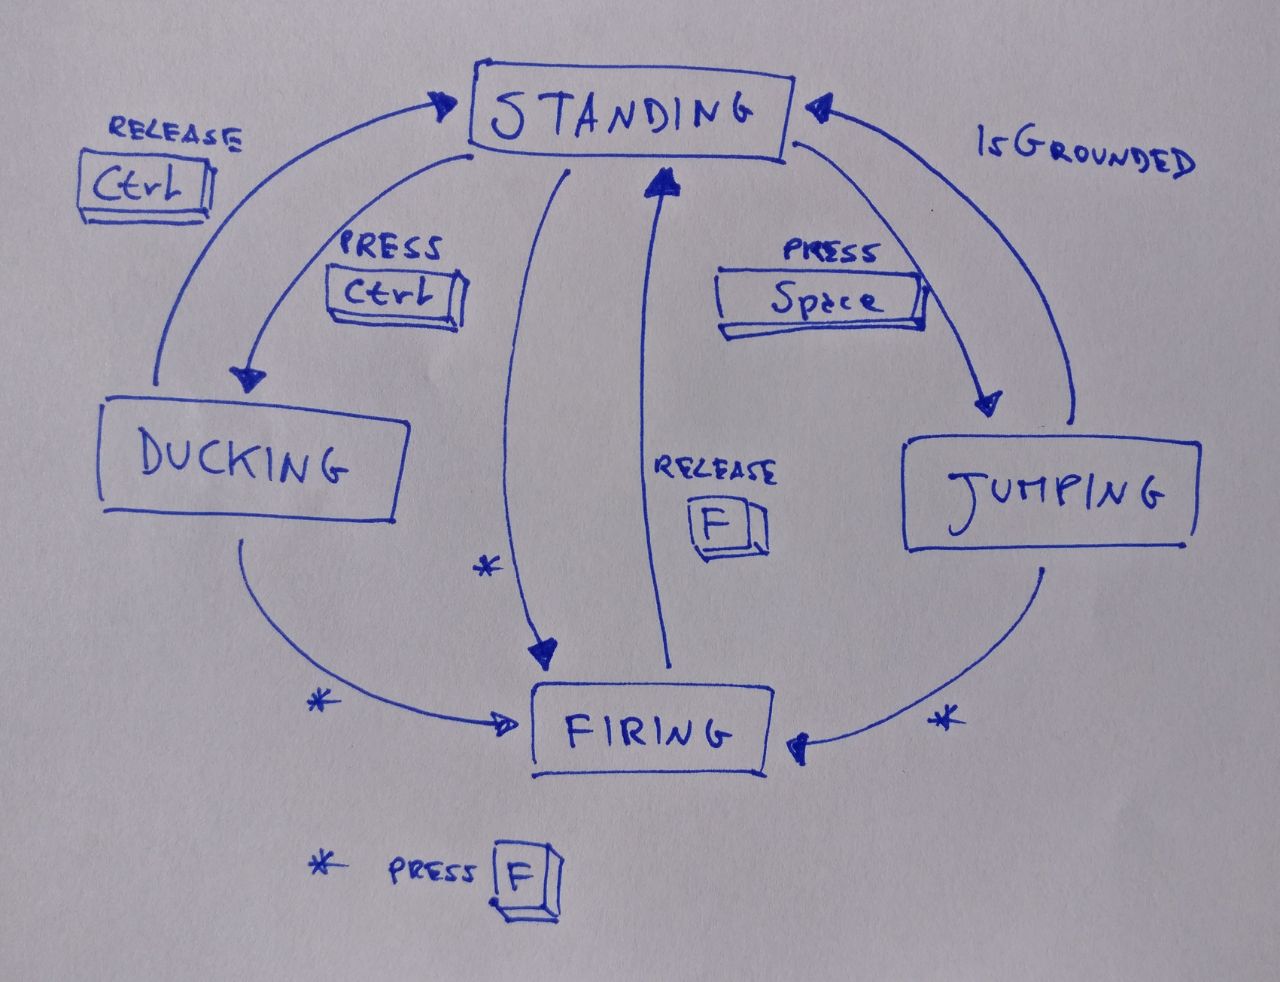 STANDING
RELEASE
Ctrl
IsGROUNDED
PRESS
Ctrl
PRESS
Space
DUCKING
JUMPING
RELEASE
F
*
*
*
FIRING
* PRESS F